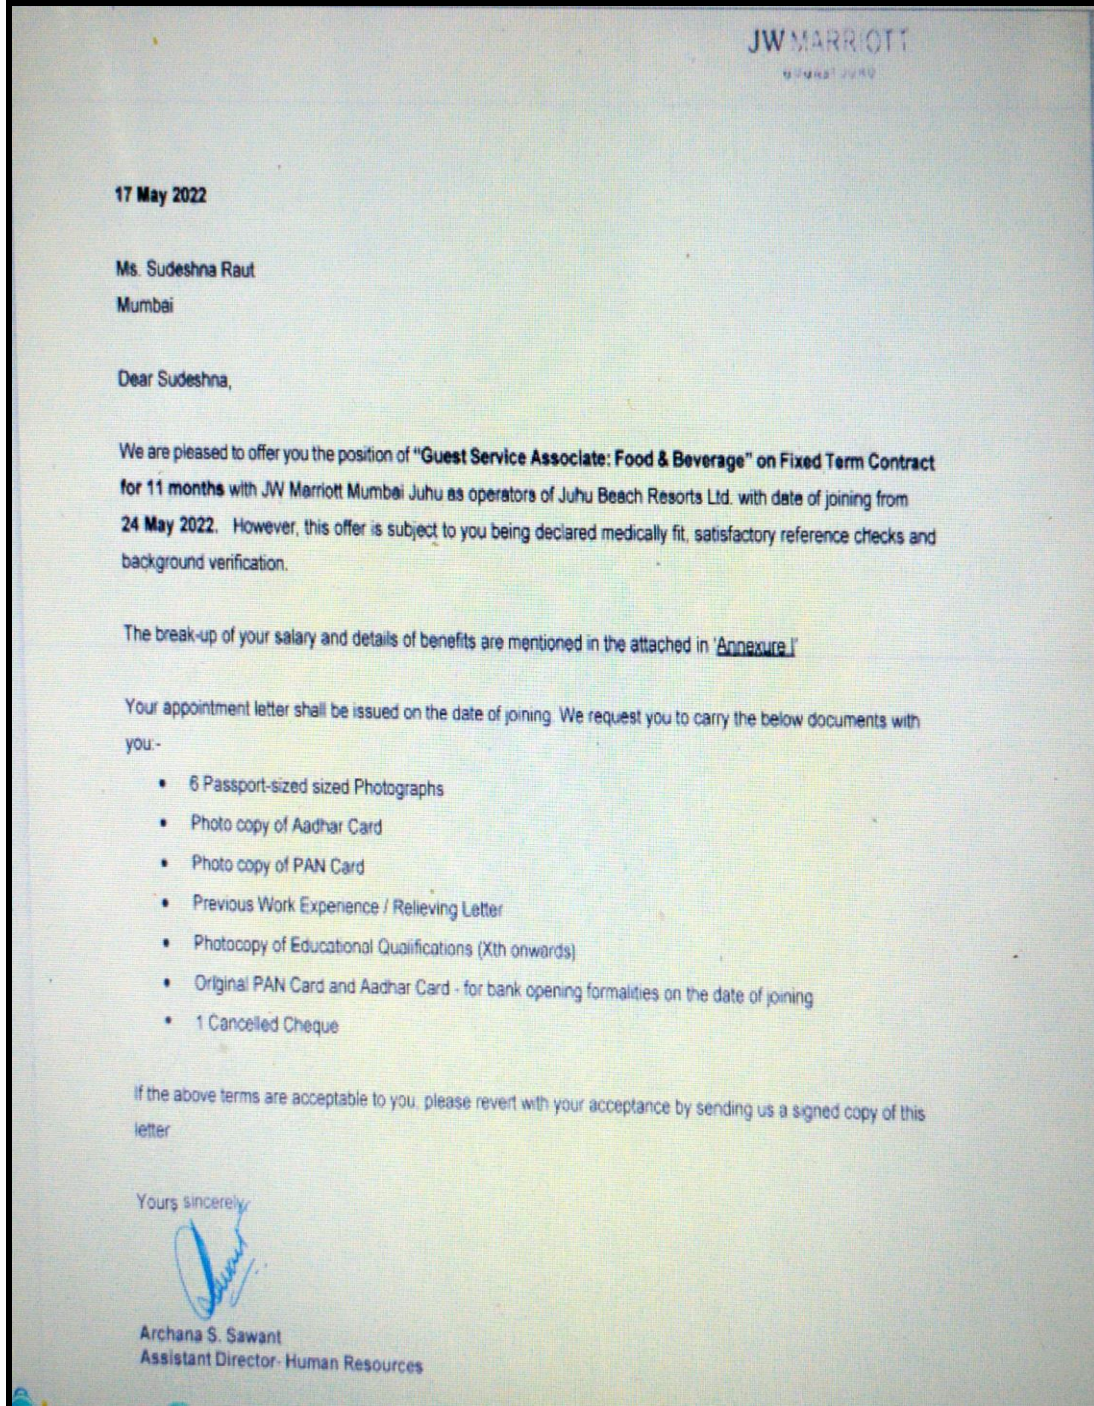 JW MARRIOTT
17 May 2022
Ms. Sudeshna Raut
Mumbai
Dear Sudeshna,
We are pleased to offer you the position of "Guest Service Associate: Food & Beverage" on Fixed Term Contract
for 11 months with JW Marriott Mumbai Juhu as operators of Juhu Beach Resorts Ltd. with date of joining from
24 May 2022. However, this offer is subject to you being declared medically fit, satisfactory reference checks and
background verification.
The break-up of your salary and details of benefits are mentioned in the attached in 'Annexure I'
Your appointment letter shall be issued on the date of joining. We request you to carry the below documents with
you:-
• 6 Passport-sized sized Photographs
• Photo copy of Aadhar Card
• Photo copy of PAN Card
• Previous Work Experience / Relieving Letter
• Photocopy of Educational Qualifications (Xth onwards)
• Original PAN Card and Aadhar Card - for bank opening formalities on the date of joining
• 1 Cancelled Cheque
If the above terms are acceptable to you, please revert with your acceptance by sending us a signed copy of this
letter
Yours sincerely,
Archana S. Sawant
Assistant Director- Human Resources